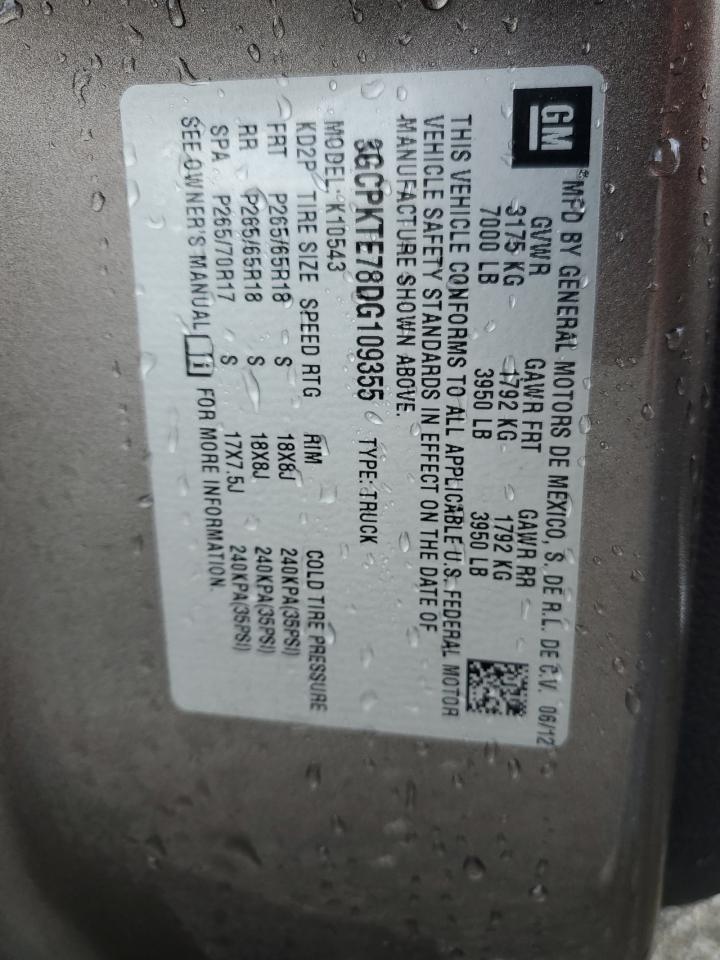 GM
MFD BY GENERAL MOTORS DE MEXICO, S. DE R.L. DE C.V. 06/12
GVWR GAWR FRT GAWR RR
3175 KG 1792 KG 1792 KG
7000 LB 3950 LB 3950 LB
THIS VEHICLE CONFORMS TO ALL APPLICABLE U.S. FEDERAL MOTOR
VEHICLE SAFETY STANDARDS IN EFFECT ON THE DATE OF
MANUFACTURE SHOWN ABOVE.
3GCPKTE78DG109355 TYPE: TRUCK
MODEL: K10543
KD2P TIRE SIZE SPEED RTG RIM COLD TIRE PRESSURE
FRT P265/65R18 S 18X8J 240KPA(35PSI)
RR P265/65R18 S 18X8J 240KPA(35PSI)
SPA P265/70R17 S 17X7.5J 240KPA(35PSI)
SEE OWNER'S MANUAL FOR MORE INFORMATION.